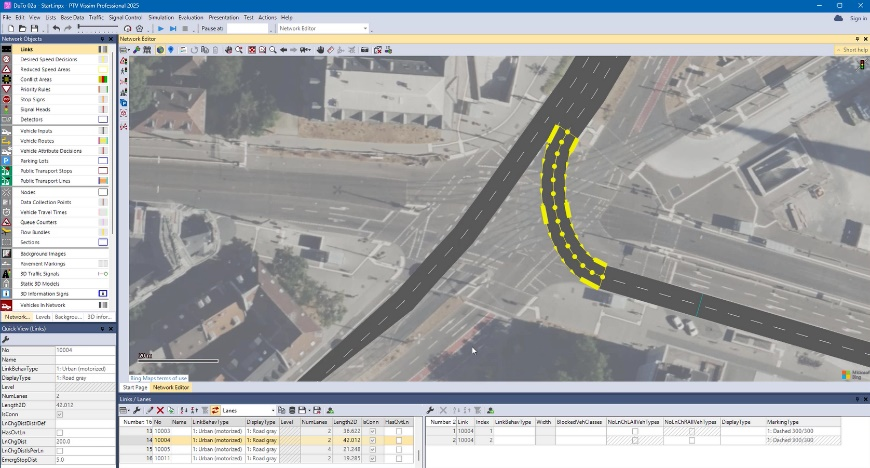 DoTo 02a - Start.inpx - PTV Vissim Professional 2025
File Edit View Lists Base Data Traffic Signal Control Simulation Evaluation Presentation Test Actions Help
Sign in
Pause at:
Network Editor
Network Objects
Links
Desired Speed Decisions
Reduced Speed Areas
Conflict Areas
Priority Rules
Stop Signs
Signal Heads
Detectors
Vehicle Inputs
Vehicle Routes
Vehicle Attribute Decisions
Parking Lots
Public Transport Stops
Public Transport Lines
Nodes
Data Collection Points
Vehicle Travel Times
Queue Counters
Flow Bundles
Sections
Background Images
Pavement Markings
3D Traffic Signals
Static 3D Models
3D Information Signs
Vehicles In Network
Network... Levels Backgrou... 3D infor...
Quick View (Links)
No 10004
Name
LinkBehavType 1: Urban (motorized)
DisplayType 1: Road gray
Level
NumLanes 2
Length2D 42.012
IsConn
LnChgDistDistrDef
HasOvtLn
LnChgDist 200.0
LnChgDistIsPerLn
EmergStopDist 5.0
Network Editor
Short help
Bing Maps terms of use
Start Page Network Editor
Links / Lanes
Lanes
Number: 16 No Name LinkBehavType DisplayType Level NumLanes Length2D IsConn HasOvtLn
13 10003 1: Urban (motorized) 1: Road gray 36.622
14 10004 1: Urban (motorized) 1: Road gray 2 42.012
15 10005 1: Urban (motorized) 1: Road gray 4 21.248
16 10011 1: Urban (motorized) 1: Road gray 2 19.285
Number: 2 Link Index LinkBehavType Width BlockedVehClasses NoLnChLAllVehTypes NoLnChRAllVehTypes DisplayType MarkingType
1 10004 1 1: Dashed 300/300
2 10004 2 1: Dashed 300/300